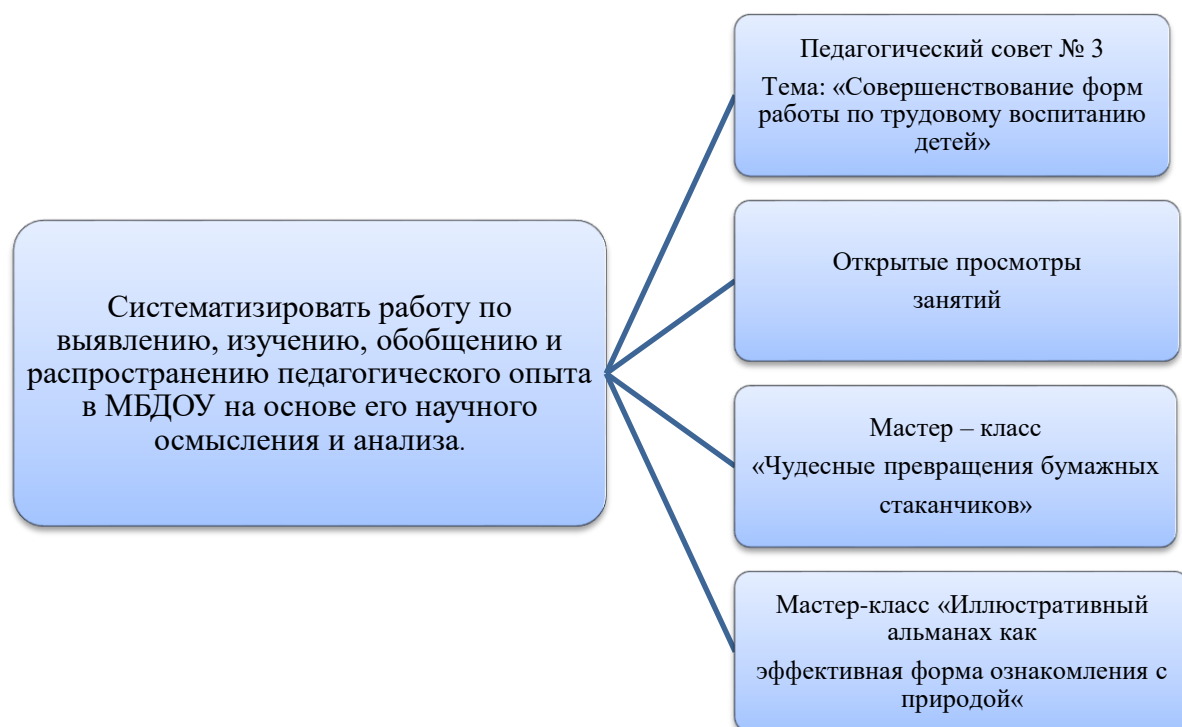 Систематизировать работу по
выявлению, изучению, обобщению и
распространению педагогического опыта
в МБДОУ на основе его научного
осмысления и анализа.
Педагогический совет № 3
Тема: «Совершенствование форм
работы по трудовому воспитанию
детей»
Открытые просмотры
занятий
Мастер – класс
«Чудесные превращения бумажных
стаканчиков»
Мастер-класс «Иллюстративный
альманах как
эффективная форма ознакомления с
природой“